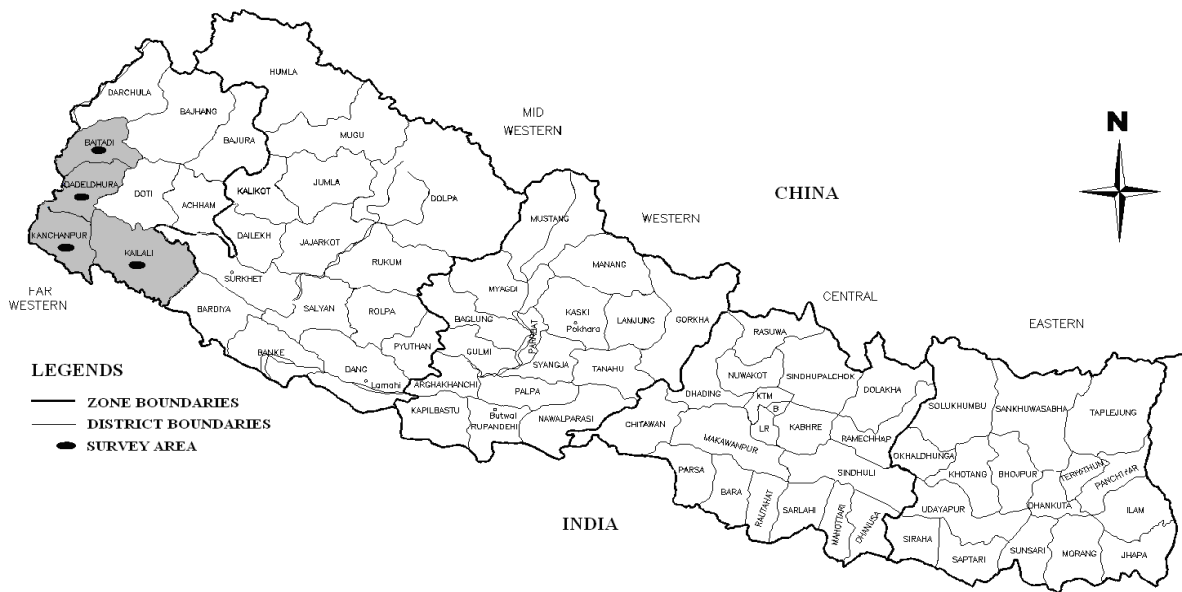 HUMLA
DARCHULA
BAJHANG
MID
WESTERN
BAITADI
BAJURA
MUGU
N
DADELDHURA
DOTI
ACHHAM
KALIKOT
JUMLA
DOLPA
CHINA
KANCHANPUR
KAILALI
DAILEKH
JAJARKOT
MUSTANG
WESTERN
FAR
WESTERN
SURKHET
RUKUM
MANANG
BARDIYA
SALYAN
ROLPA
MYAGDI
KASKI
Pokhara
LAMJUNG
GORKHA
CENTRAL
EASTERN
BANKE
PYUTHAN
BAGLUNG
PARBAT
GULMI
SYANGJA
TANAHU
RASUWA
NUWAKOT
SINDHUPALCHOK
DOLAKHA
DANG
Lamahi
ARGHAKHANCHI
PALPA
DHADING
KTM
B
LR
KABHRE
RAMECHHAP
SOLUKHUMBU
SANKHUWASABHA
TAPLEJUNG
LEGENDS
ZONE BOUNDARIES
DISTRICT BOUNDARIES
SURVEY AREA
KAPILBASTU
Butwal
RUPANDEHI
NAWALPARASI
CHITAWAN
MAKAWANPUR
SINDHULI
OKHALDHUNGA
KHOTANG
BHOJPUR
TERHATHUM
PANCHTHAR
DHANKUTA
ILAM
PARSA
BARA
RAUTAHAT
SARLAHI
MAHOTTARI
DHANUSA
UDAYAPUR
SIRAHA
SAPTARI
SUNSARI
MORANG
JHAPA
INDIA